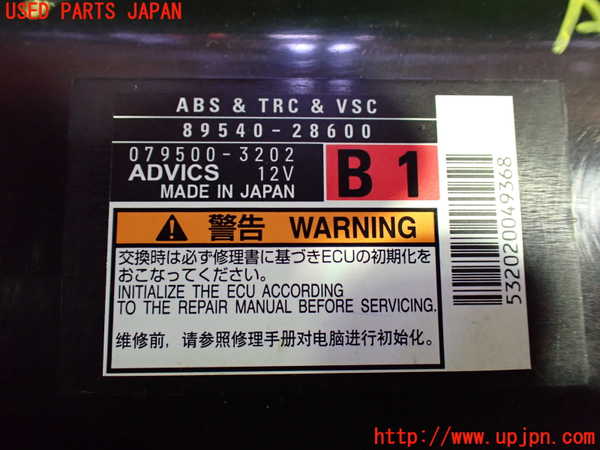 USED PARTS JAPAN
ABS & TRC & VSC
89540-28600
079500-3202
ADVICS 12V
MADE IN JAPAN
B1
警告 WARNING
交換時は必ず修理書に基づきECUの初期化を
おこなってください。
INITIALIZE THE ECU ACCORDING
TO THE REPAIR MANUAL BEFORE SERVICING.
维修前, 请参照修理手册对电脑进行初始化。
5320200049368
www.upjpn.com